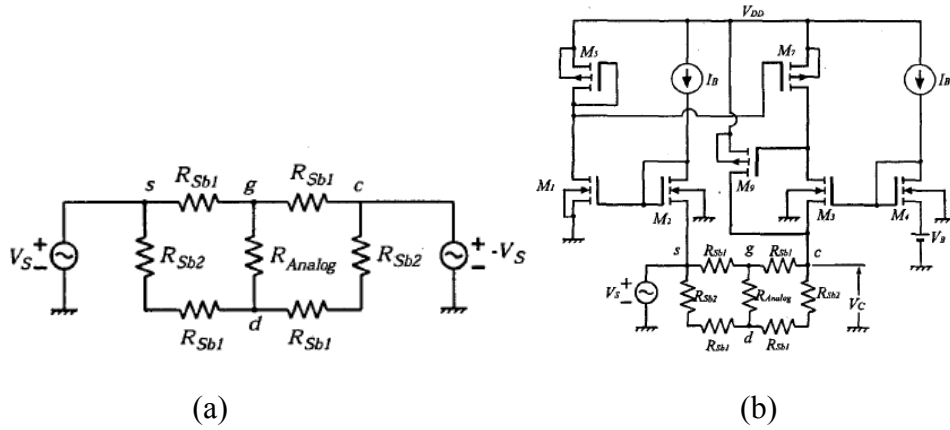 V_DD
M_5
M_7
I_B
I_B
M_1
M_2
M_9
M_3
M_4
V_B
s
R_Sb1
g
R_Sb1
c
V_S
+
-
R_Sb2
R_Analog
R_Sb2
+
-
-V_S
R_Sb1
d
R_Sb1
s
R_Sb1
g
R_Sb1
c
V_S
+
-
R_Sb2
R_Analog
R_Sb2
V_C
R_Sb1
d
R_Sb1
(a)
(b)